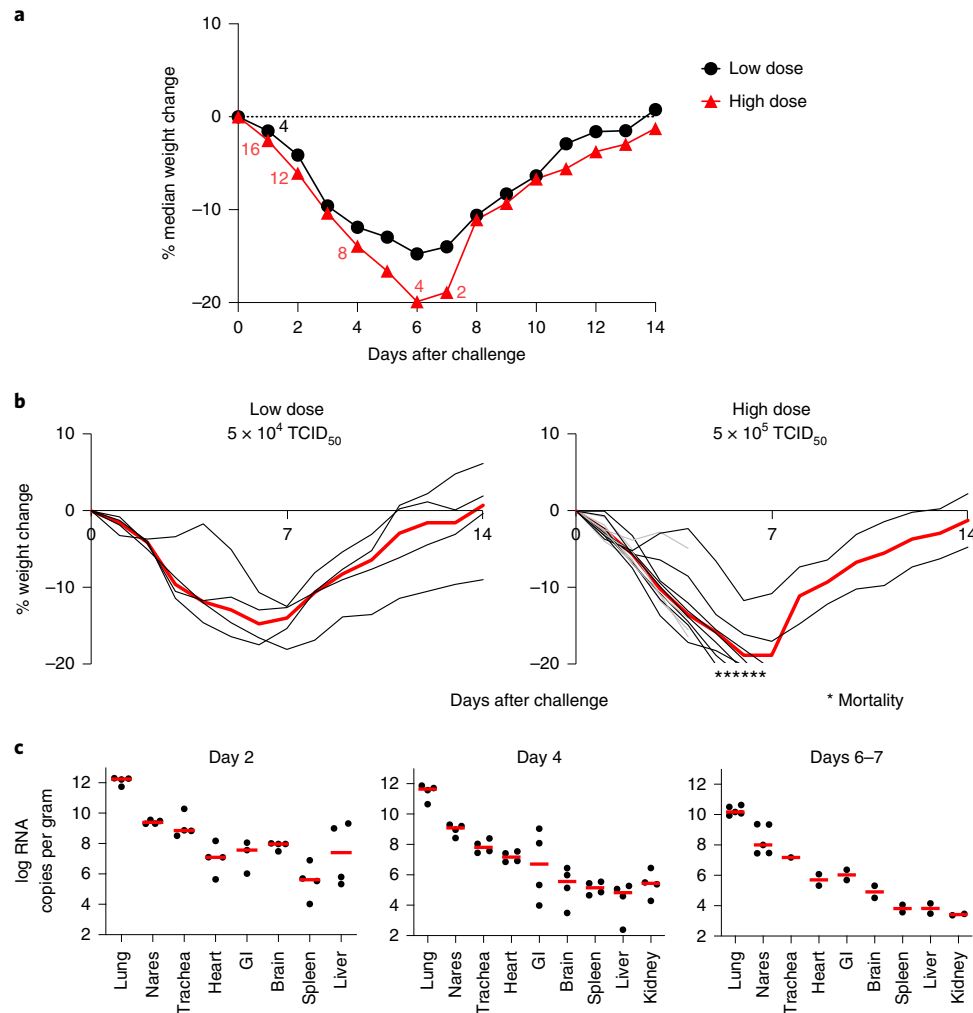 a
10
0
−10
−20
% median weight change
4
16
12
8
4
2
0 2 4 6 8 10 12 14
Days after challenge
Low dose
High dose
b
Low dose
5 × 10⁴ TCID₅₀
High dose
5 × 10⁵ TCID₅₀
10
0
−10
−20
% weight change
0 7 14
10
0
−10
−20
0 7 14
******
Days after challenge
* Mortality
c
Day 2
Day 4
Days 6–7
log RNA
copies per gram
12
10
8
6
4
2
Lung Nares Trachea Heart GI Brain Spleen Liver
12
10
8
6
4
2
Lung Nares Trachea Heart GI Brain Spleen Liver Kidney
12
10
8
6
4
2
Lung Nares Trachea Heart GI Brain Spleen Liver Kidney